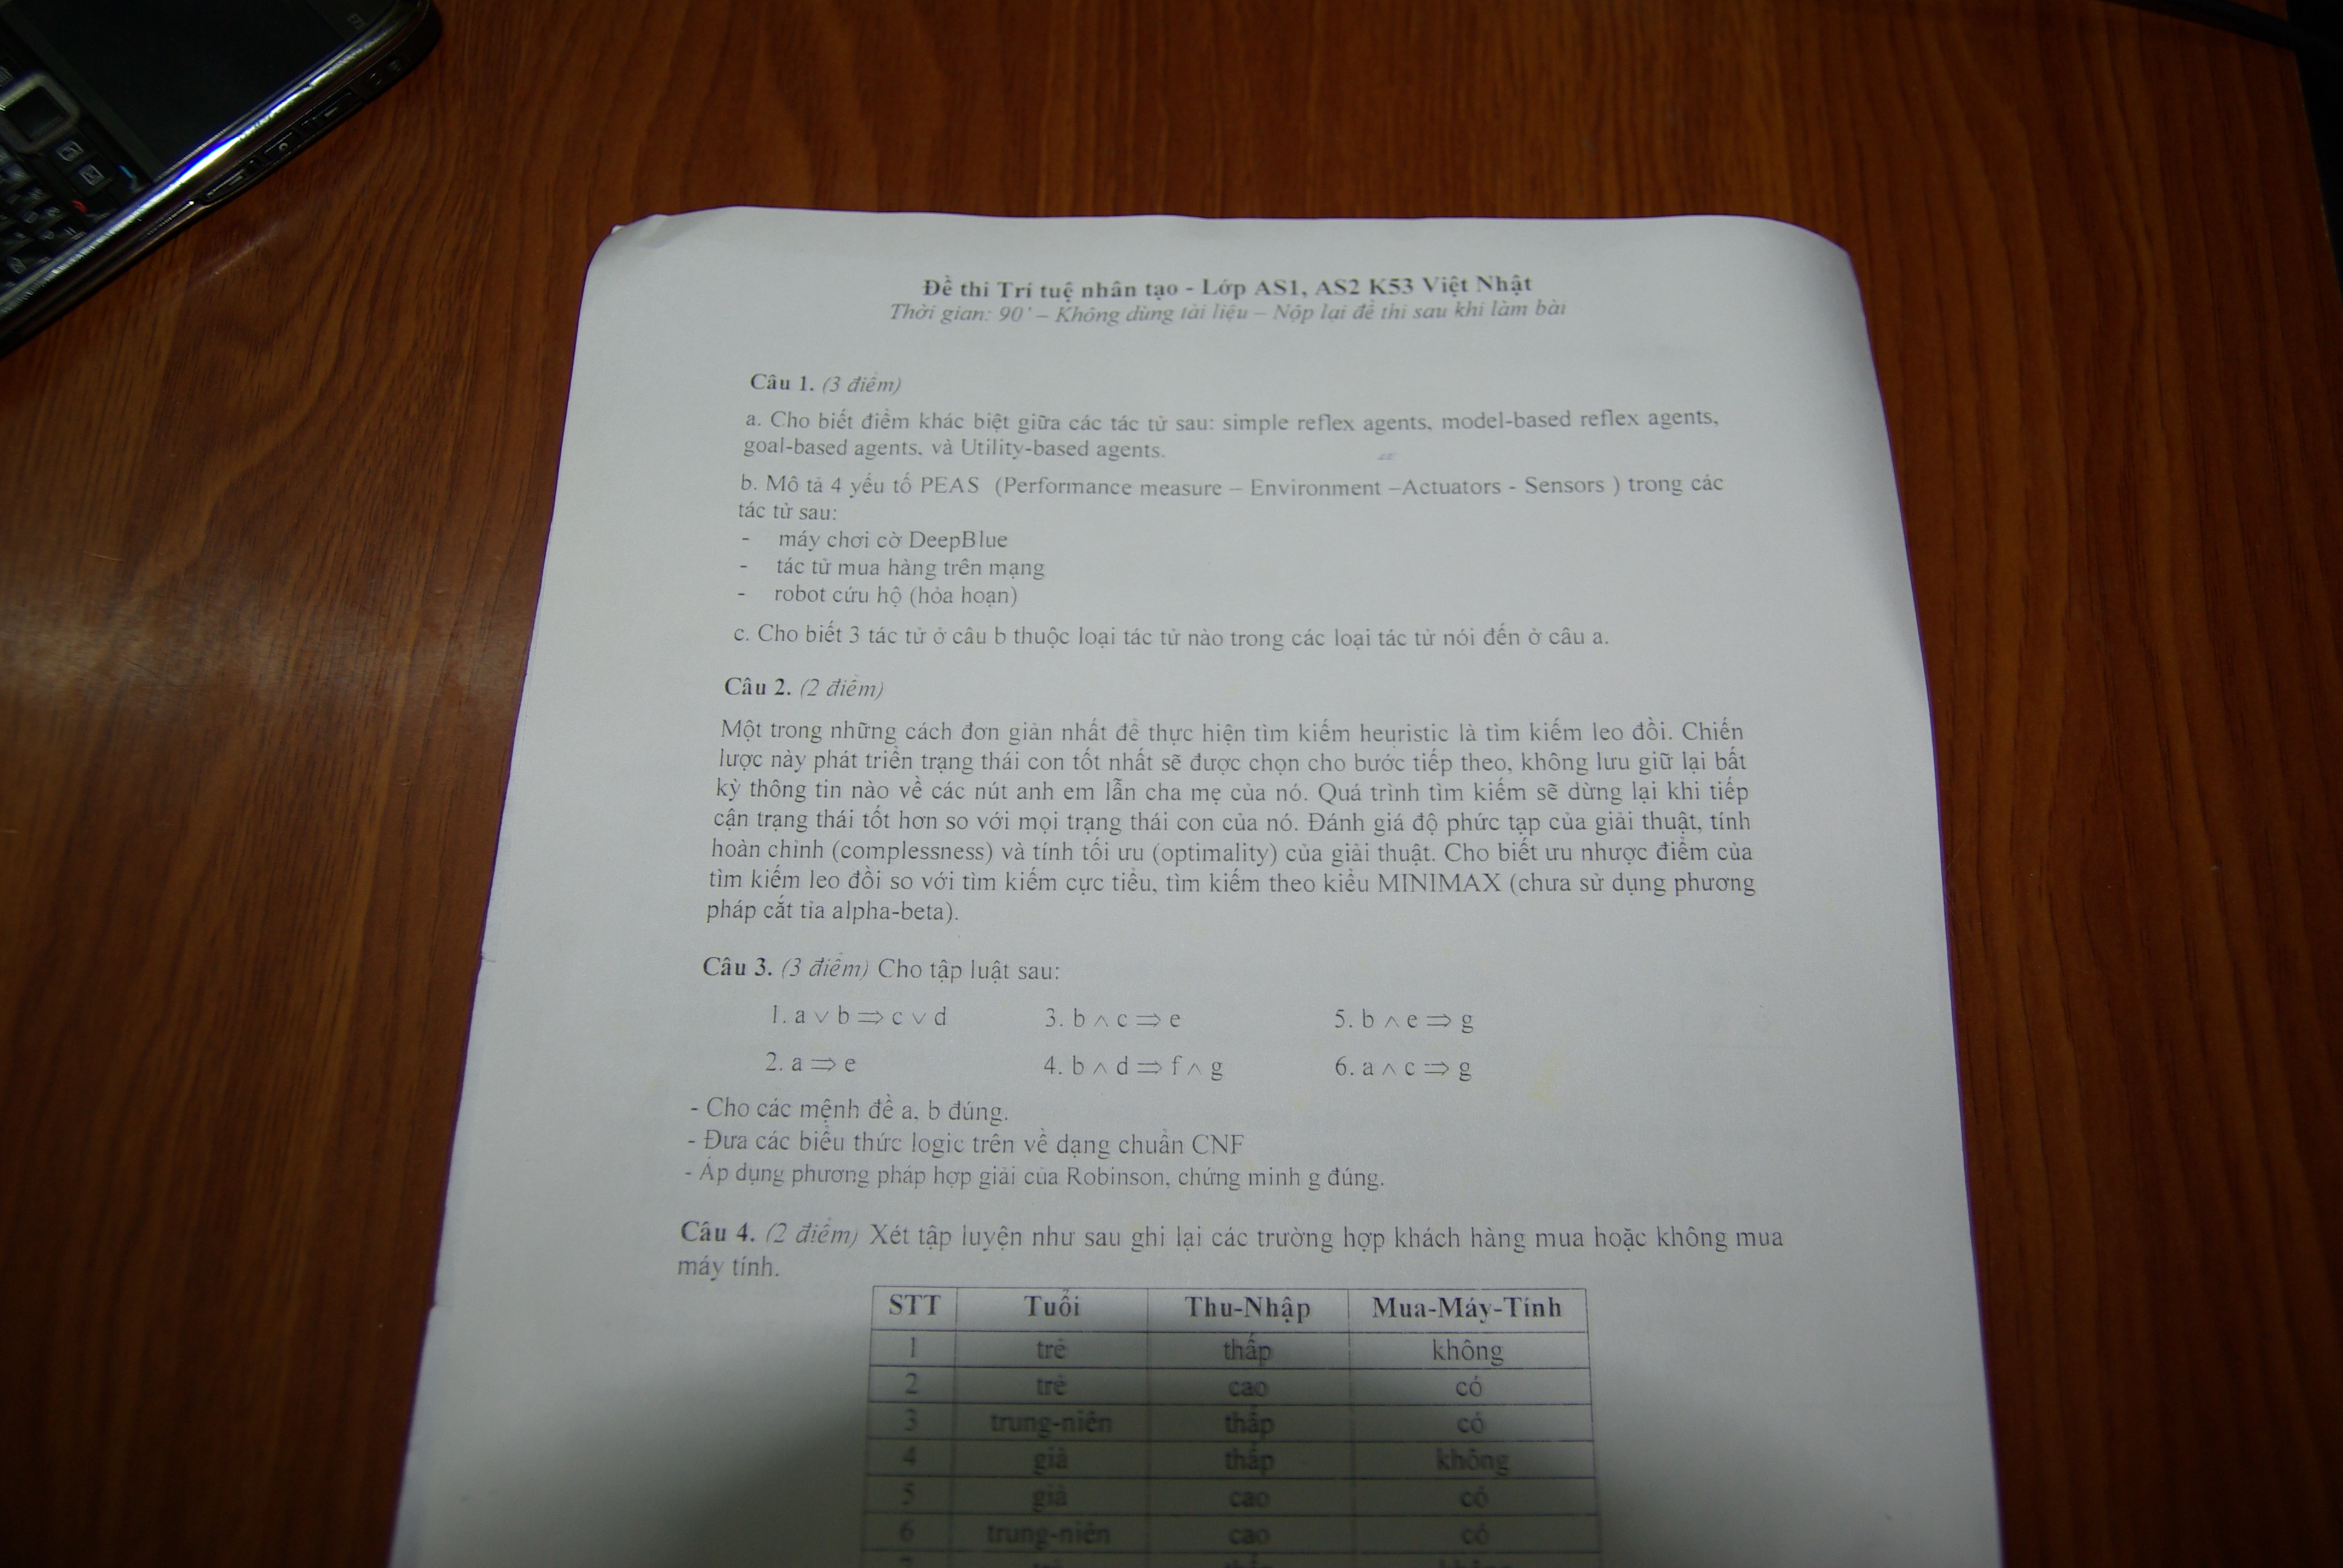 Đề thi Trí tuệ nhân tạo - Lớp AS1, AS2 K53 Việt Nhật
Thời gian: 90' – Không dùng tài liệu – Nộp lại đề thi sau khi làm bài
Câu 1. (3 điểm)
a. Cho biết điểm khác biệt giữa các tác tử sau: simple reflex agents, model-based reflex agents,
goal-based agents, và Utility-based agents.
b. Mô tả 4 yếu tố PEAS (Performance measure – Environment –Actuators - Sensors ) trong các
tác tử sau:
- máy chơi cờ DeepBlue
- tác tử mua hàng trên mạng
- robot cứu hộ (hỏa hoạn)
c. Cho biết 3 tác tử ở câu b thuộc loại tác tử nào trong các loại tác tử nói đến ở câu a.
Câu 2. (2 điểm)
Một trong những cách đơn giản nhất để thực hiện tìm kiếm heuristic là tìm kiếm leo đồi. Chiến
lược này phát triển trạng thái con tốt nhất sẽ được chọn cho bước tiếp theo, không lưu giữ lại bất
kỳ thông tin nào về các nút anh em lẫn cha mẹ của nó. Quá trình tìm kiếm sẽ dừng lại khi tiếp
cận trạng thái tốt hơn so với mọi trạng thái con của nó. Đánh giá độ phức tạp của giải thuật, tính
hoàn chỉnh (complessness) và tính tối ưu (optimality) của giải thuật. Cho biết ưu nhược điểm của
tìm kiếm leo đồi so với tìm kiếm cực tiểu, tìm kiếm theo kiểu MINIMAX (chưa sử dụng phương
pháp cắt tỉa alpha-beta).
Câu 3. (3 điểm) Cho tập luật sau:
1. a ∨ b ⇒ c ∨ d 3. b ∧ c ⇒ e 5. b ∧ e ⇒ g
2. a ⇒ e 4. b ∧ d ⇒ f ∧ g 6. a ∧ c ⇒ g
- Cho các mệnh đề a, b đúng.
- Đưa các biểu thức logic trên về dạng chuẩn CNF
- Áp dụng phương pháp hợp giải của Robinson, chứng minh g đúng.
Câu 4. (2 điểm) Xét tập luyện như sau ghi lại các trường hợp khách hàng mua hoặc không mua
máy tính.
STT Tuổi Thu-Nhập Mua-Máy-Tính
1 trẻ thấp không
2 trẻ cao có
3 trung-niên thấp có
4 già thấp không
5 già cao có
6 trung-niên cao có